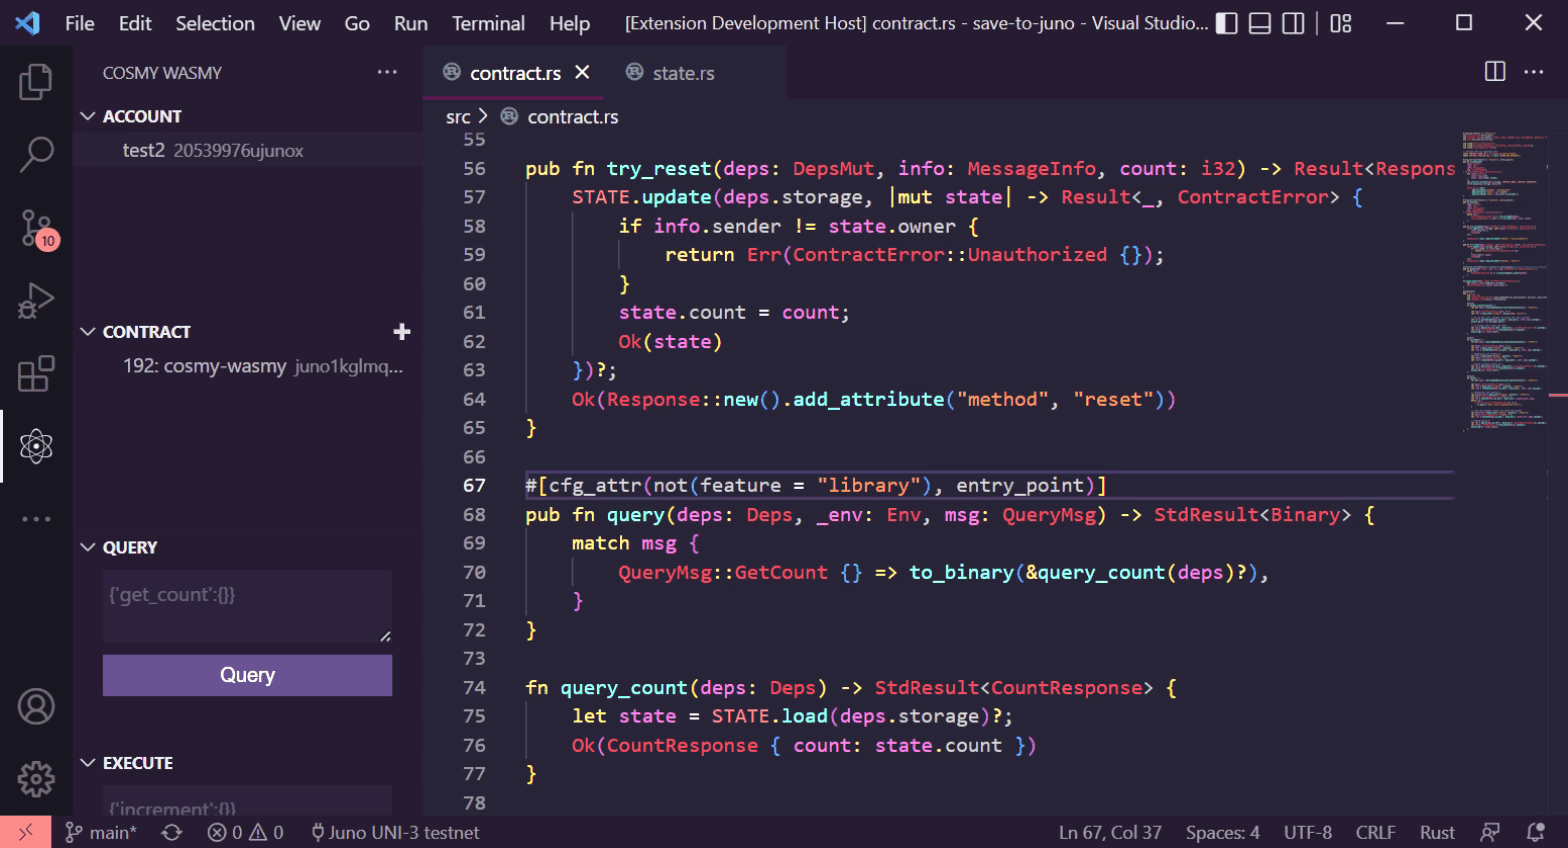 File Edit Selection View Go Run Terminal Help [Extension Development Host] contract.rs - save-to-juno - Visual Studio...
COSMY WASMY
ACCOUNT
test2 20539976ujunox
10
CONTRACT
192: cosmy-wasmy juno1kglmq...
QUERY
{'get_count':{}}
Query
EXECUTE
{'increment':{}}
contract.rs state.rs
src > contract.rs
55
56 pub fn try_reset(deps: DepsMut, info: MessageInfo, count: i32) -> Result<Respons
57 STATE.update(deps.storage, |mut state| -> Result<_, ContractError> {
58 if info.sender != state.owner {
59 return Err(ContractError::Unauthorized {});
60 }
61 state.count = count;
62 Ok(state)
63 })?;
64 Ok(Response::new().add_attribute("method", "reset"))
65 }
66
67 #[cfg_attr(not(feature = "library"), entry_point)]
68 pub fn query(deps: Deps, _env: Env, msg: QueryMsg) -> StdResult<Binary> {
69 match msg {
70 QueryMsg::GetCount {} => to_binary(&query_count(deps)?),
71 }
72 }
73
74 fn query_count(deps: Deps) -> StdResult<CountResponse> {
75 let state = STATE.load(deps.storage)?;
76 Ok(CountResponse { count: state.count })
77 }
78
main* 0 0 Juno UNI-3 testnet Ln 67, Col 37 Spaces: 4 UTF-8 CRLF Rust